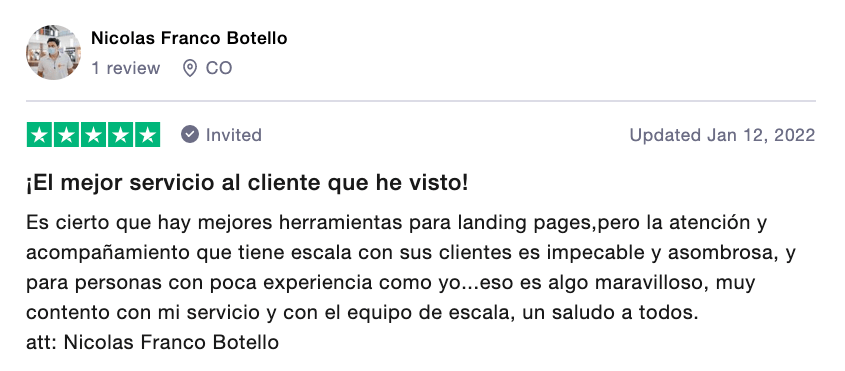 Nicolas Franco Botello
1 review CO
Invited Updated Jan 12, 2022
¡El mejor servicio al cliente que he visto!
Es cierto que hay mejores herramientas para landing pages,pero la atención y
acompañamiento que tiene escala con sus clientes es impecable y asombrosa, y
para personas con poca experiencia como yo...eso es algo maravilloso, muy
contento con mi servicio y con el equipo de escala, un saludo a todos.
att: Nicolas Franco Botello